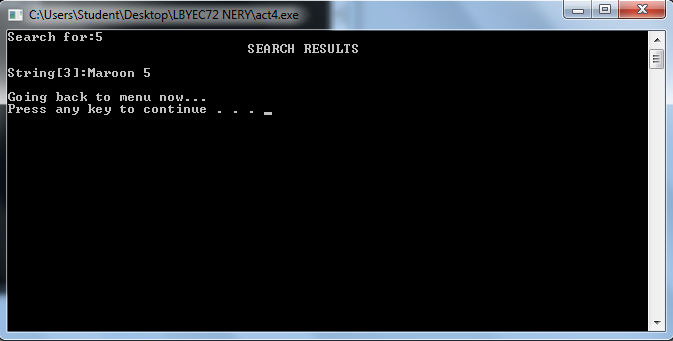 C:\Users\Student\Desktop\LBYEC72 NERY\act4.exe
Search for:5
SEARCH RESULTS
String[3]:Maroon 5
Going back to menu now...
Press any key to continue . . . _